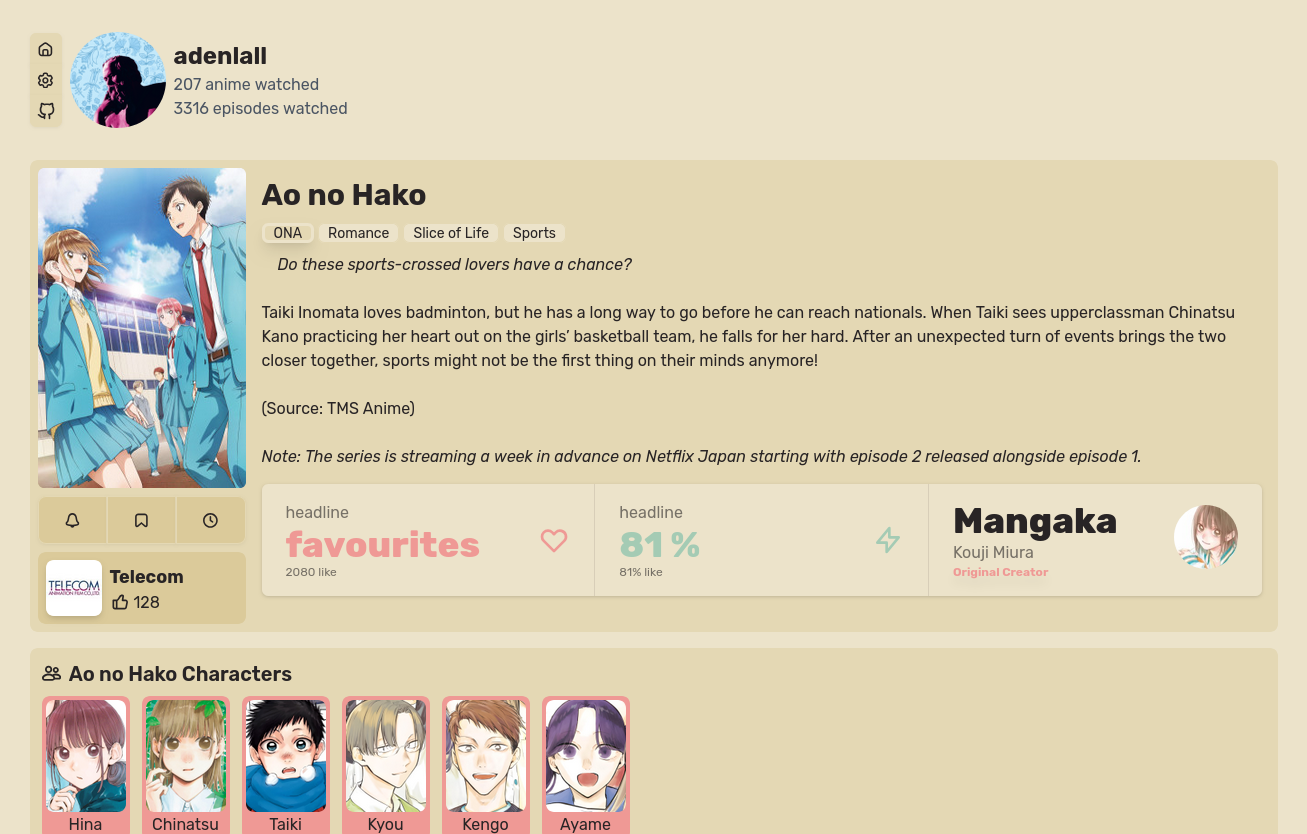 adenlall
207 anime watched
3316 episodes watched
Ao no Hako
ONA Romance Slice of Life Sports
Do these sports-crossed lovers have a chance?
Taiki Inomata loves badminton, but he has a long way to go before he can reach nationals. When Taiki sees upperclassman Chinatsu
Kano practicing her heart out on the girls’ basketball team, he falls for her hard. After an unexpected turn of events brings the two
closer together, sports might not be the first thing on their minds anymore!
(Source: TMS Anime)
Note: The series is streaming a week in advance on Netflix Japan starting with episode 2 released alongside episode 1.
headline
favourites
2080 like
headline
81 %
81% like
Mangaka
Kouji Miura
Original Creator
TELECOM
ANIMATION FILM CO.,LTD.
Telecom
128
Ao no Hako Characters
Hina Chinatsu Taiki Kyou Kengo Ayame